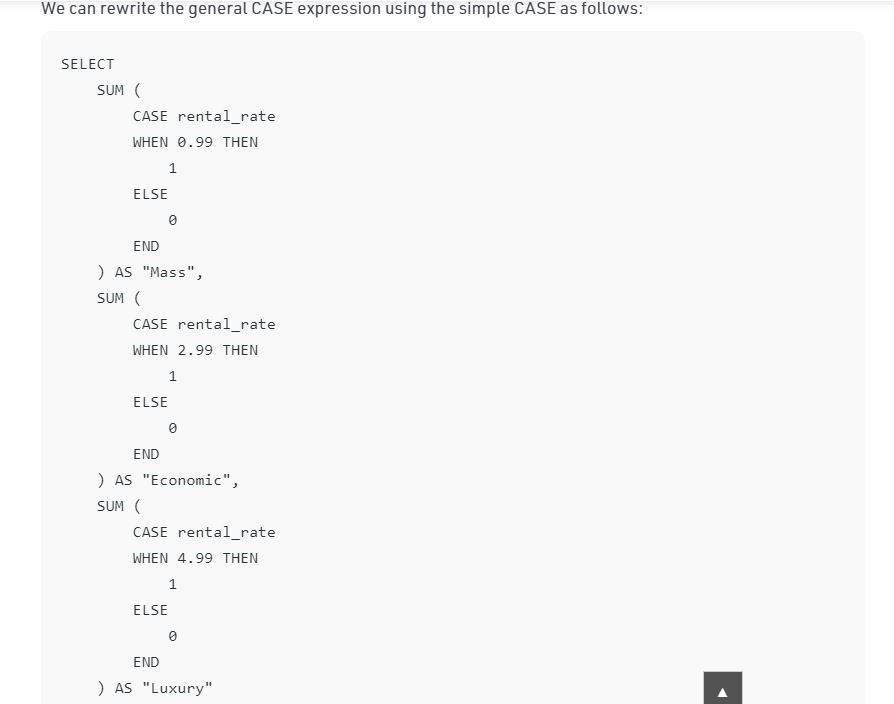 We can rewrite the general CASE expression using the simple CASE as follows:
SELECT
SUM (
CASE rental_rate
WHEN 0.99 THEN
1
ELSE
0
END
) AS "Mass",
SUM (
CASE rental_rate
WHEN 2.99 THEN
1
ELSE
0
END
) AS "Economic",
SUM (
CASE rental_rate
WHEN 4.99 THEN
1
ELSE
0
END
) AS "Luxury"